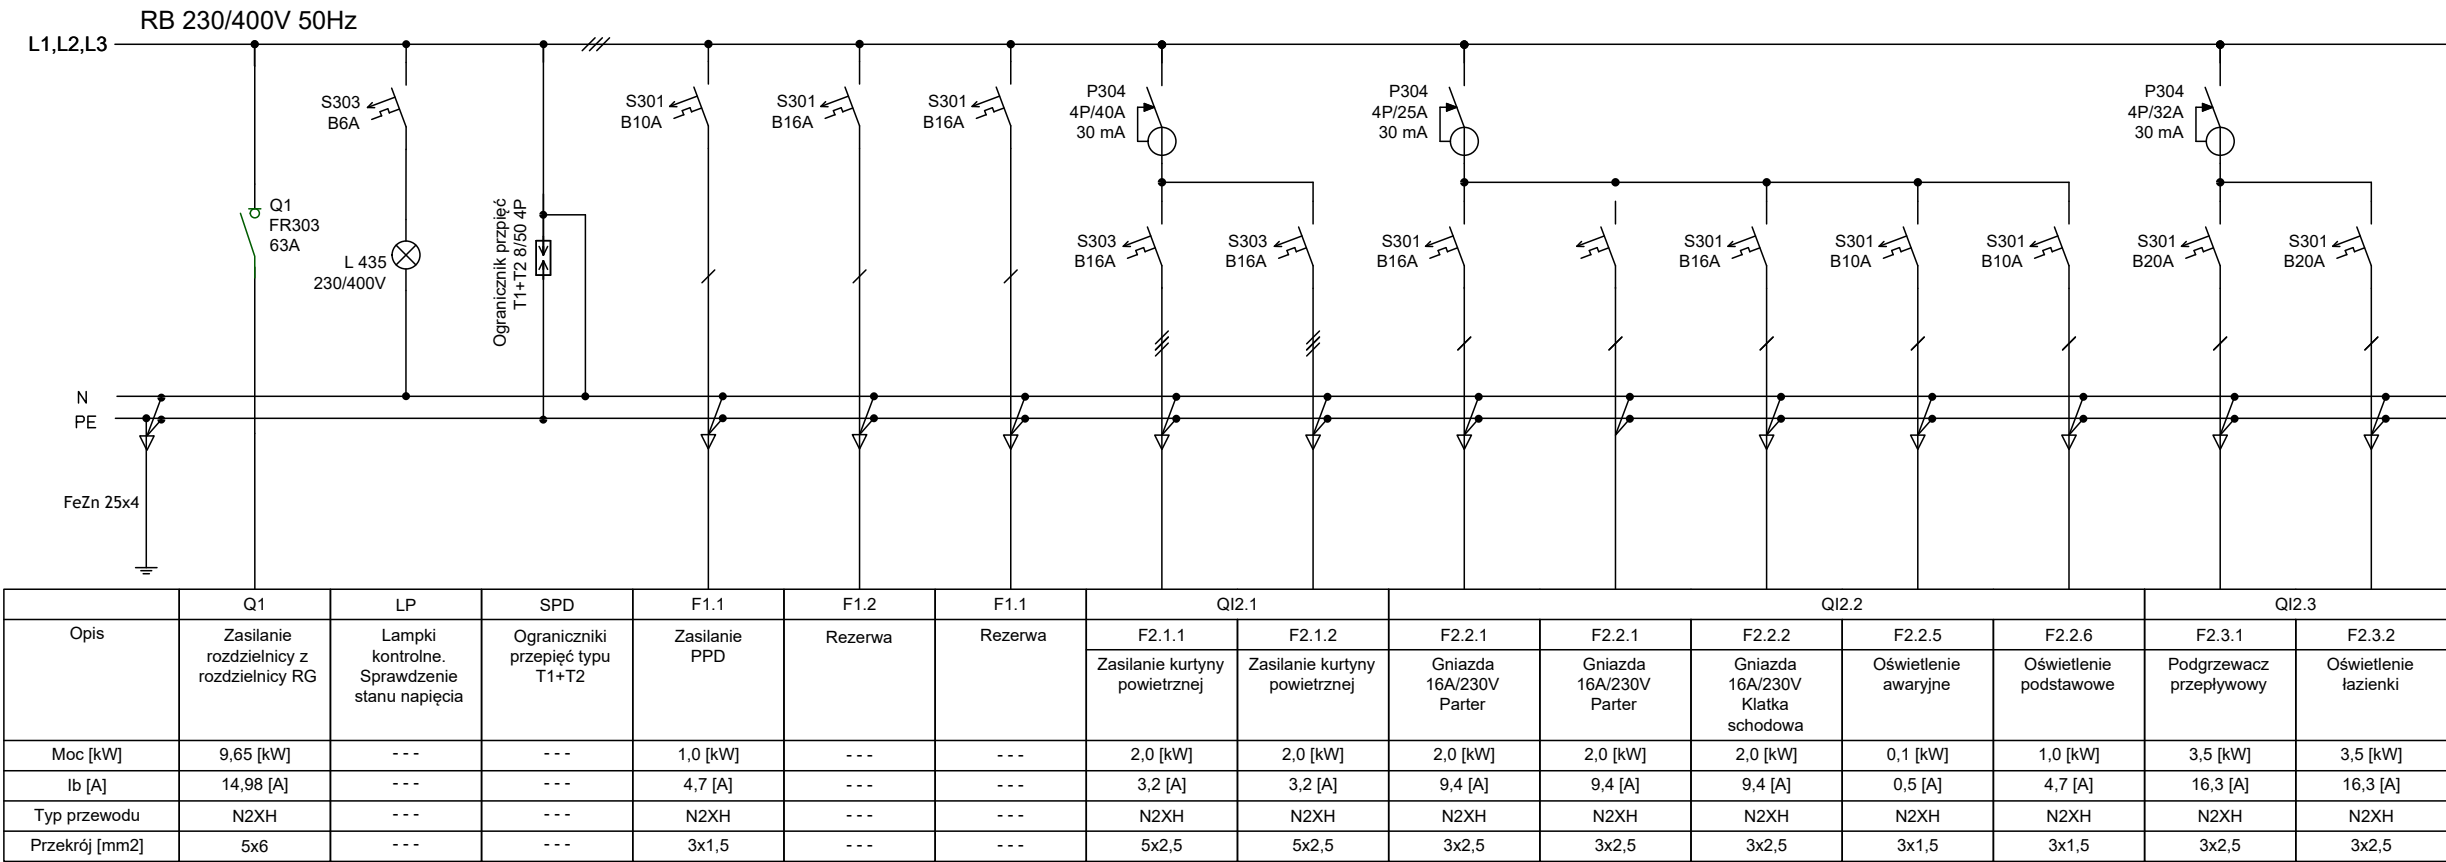 RB 230/400V 50Hz
L1,L2,L3
S303
B6A
S301
B10A
S301
B16A
S301
B16A
P304
4P/40A
30 mA
P304
4P/25A
30 mA
P304
4P/32A
30 mA
Q1
FR303
63A
L 435
230/400V
Ogranicznik przpięć
T1+T2 8/50 4P
S303
B16A
S303
B16A
S301
B16A
S301
B16A
S301
B10A
S301
B10A
S301
B20A
S301
B20A
N
PE
FeZn 25x4
Q1 LP SPD F1.1 F1.2 F1.1 QI2.1 QI2.2 QI2.3
Opis
Zasilanie
rozdzielnicy z
rozdzielnicy RG
Lampki
kontrolne.
Sprawdzenie
stanu napięcia
Ograniczniki
przepięć typu
T1+T2
Zasilanie
PPD
Rezerwa
Rezerwa
F2.1.1 F2.1.2 F2.2.1 F2.2.1 F2.2.2 F2.2.5 F2.2.6 F2.3.1 F2.3.2
Zasilanie kurtyny
powietrznej
Zasilanie kurtyny
powietrznej
Gniazda
16A/230V
Parter
Gniazda
16A/230V
Parter
Gniazda
16A/230V
Klatka
schodowa
Oświetlenie
awaryjne
Oświetlenie
podstawowe
Podgrzewacz
przepływowy
Oświetlenie
łazienki
Moc [kW] 9,65 [kW] - - - - - - 1,0 [kW] - - - - - - 2,0 [kW] 2,0 [kW] 2,0 [kW] 2,0 [kW] 2,0 [kW] 0,1 [kW] 1,0 [kW] 3,5 [kW] 3,5 [kW]
Ib [A] 14,98 [A] - - - - - - 4,7 [A] - - - - - - 3,2 [A] 3,2 [A] 9,4 [A] 9,4 [A] 9,4 [A] 0,5 [A] 4,7 [A] 16,3 [A] 16,3 [A]
Typ przewodu N2XH - - - - - - N2XH - - - - - - N2XH N2XH N2XH N2XH N2XH N2XH N2XH N2XH N2XH
Przekrój [mm2] 5x6 - - - - - - 3x1,5 - - - - - - 5x2,5 5x2,5 3x2,5 3x2,5 3x2,5 3x1,5 3x1,5 3x2,5 3x2,5